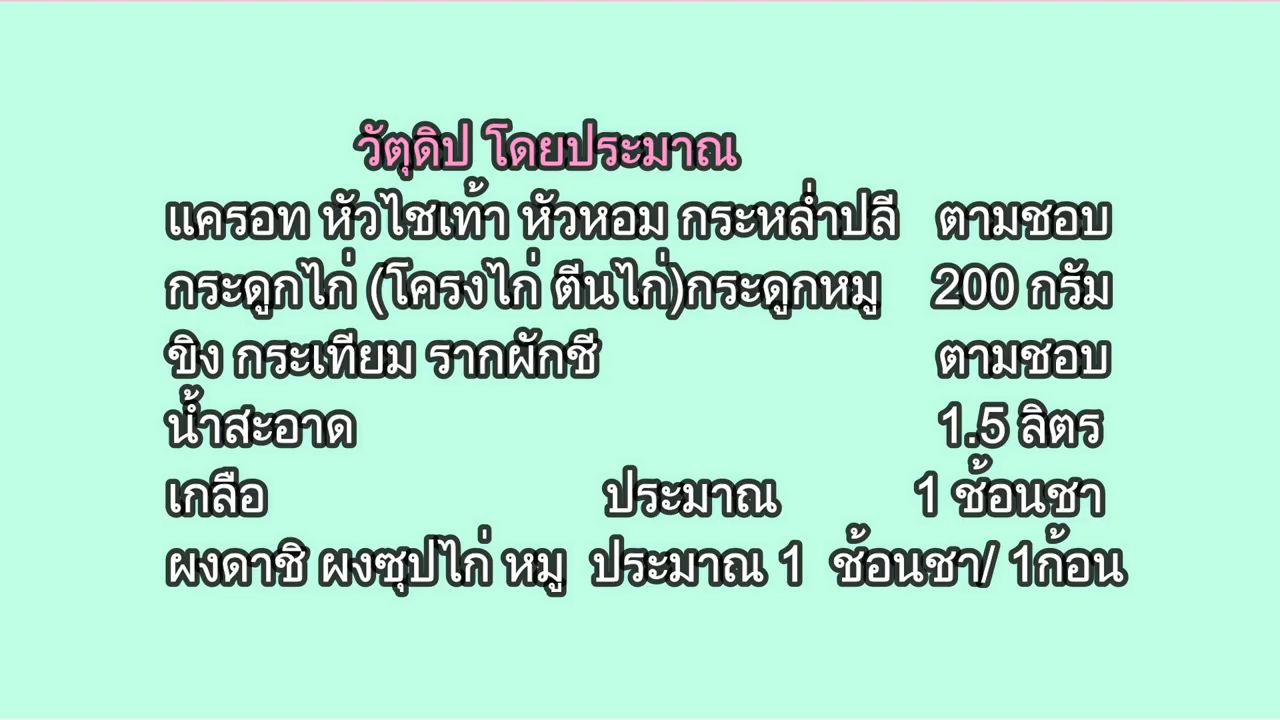 วัตุดิป โดยประมาณ
แครอท หัวไชเท้า หัวหอม กระหล่ำปลี ตามชอบ
กระดูกไก่ (โครงไก่ ตีนไก่)กระดูกหมู 200 กรัม
ขิง กระเทียม รากผักชี ตามชอบ
น้ำสะอาด 1.5 ลิตร
เกลือ ประมาณ 1 ช้อนชา
ผงดาชิ ผงซุปไก่ หมู ประมาณ 1 ช้อนชา/ 1ก้อน